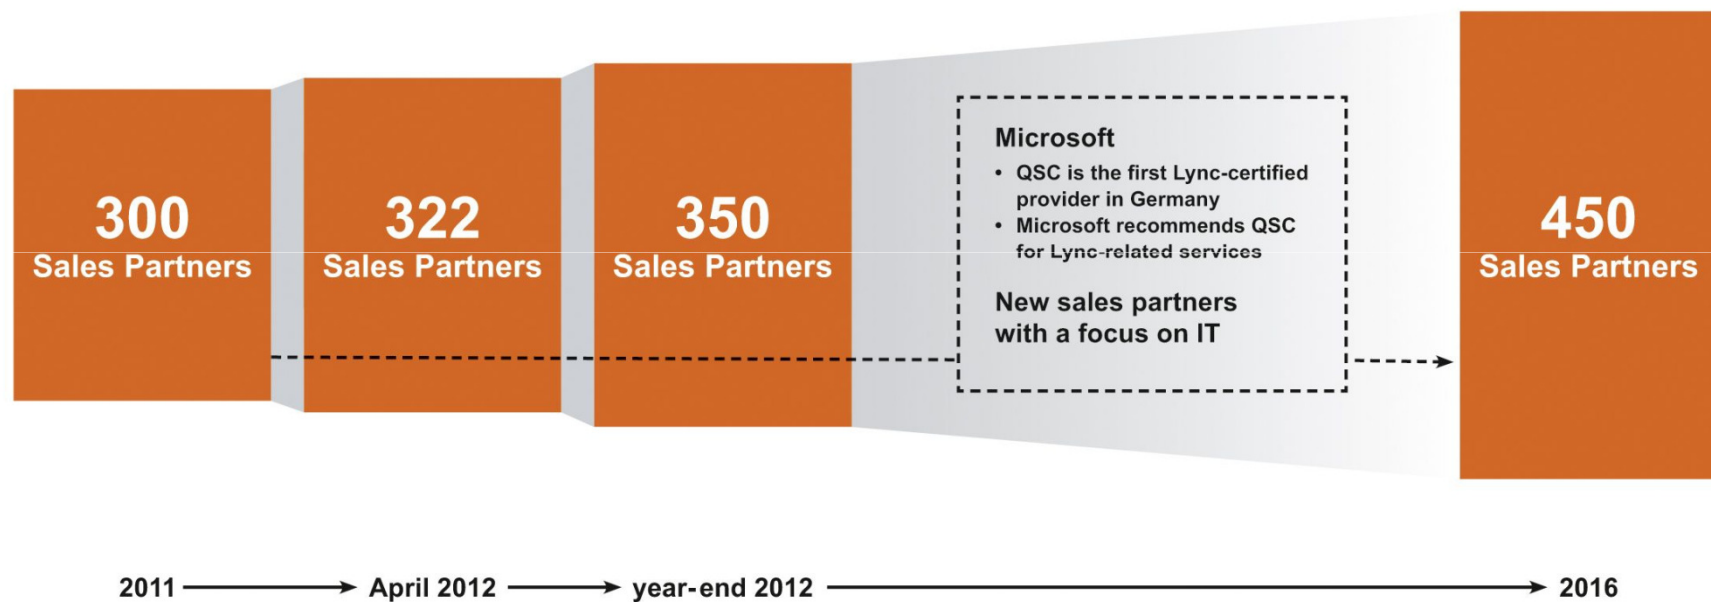 300
Sales Partners
322
Sales Partners
350
Sales Partners
Microsoft
• QSC is the first Lync-certified
provider in Germany
• Microsoft recommends QSC
for Lync-related services
New sales partners
with a focus on IT
450
Sales Partners
2011
April 2012
year-end 2012
2016